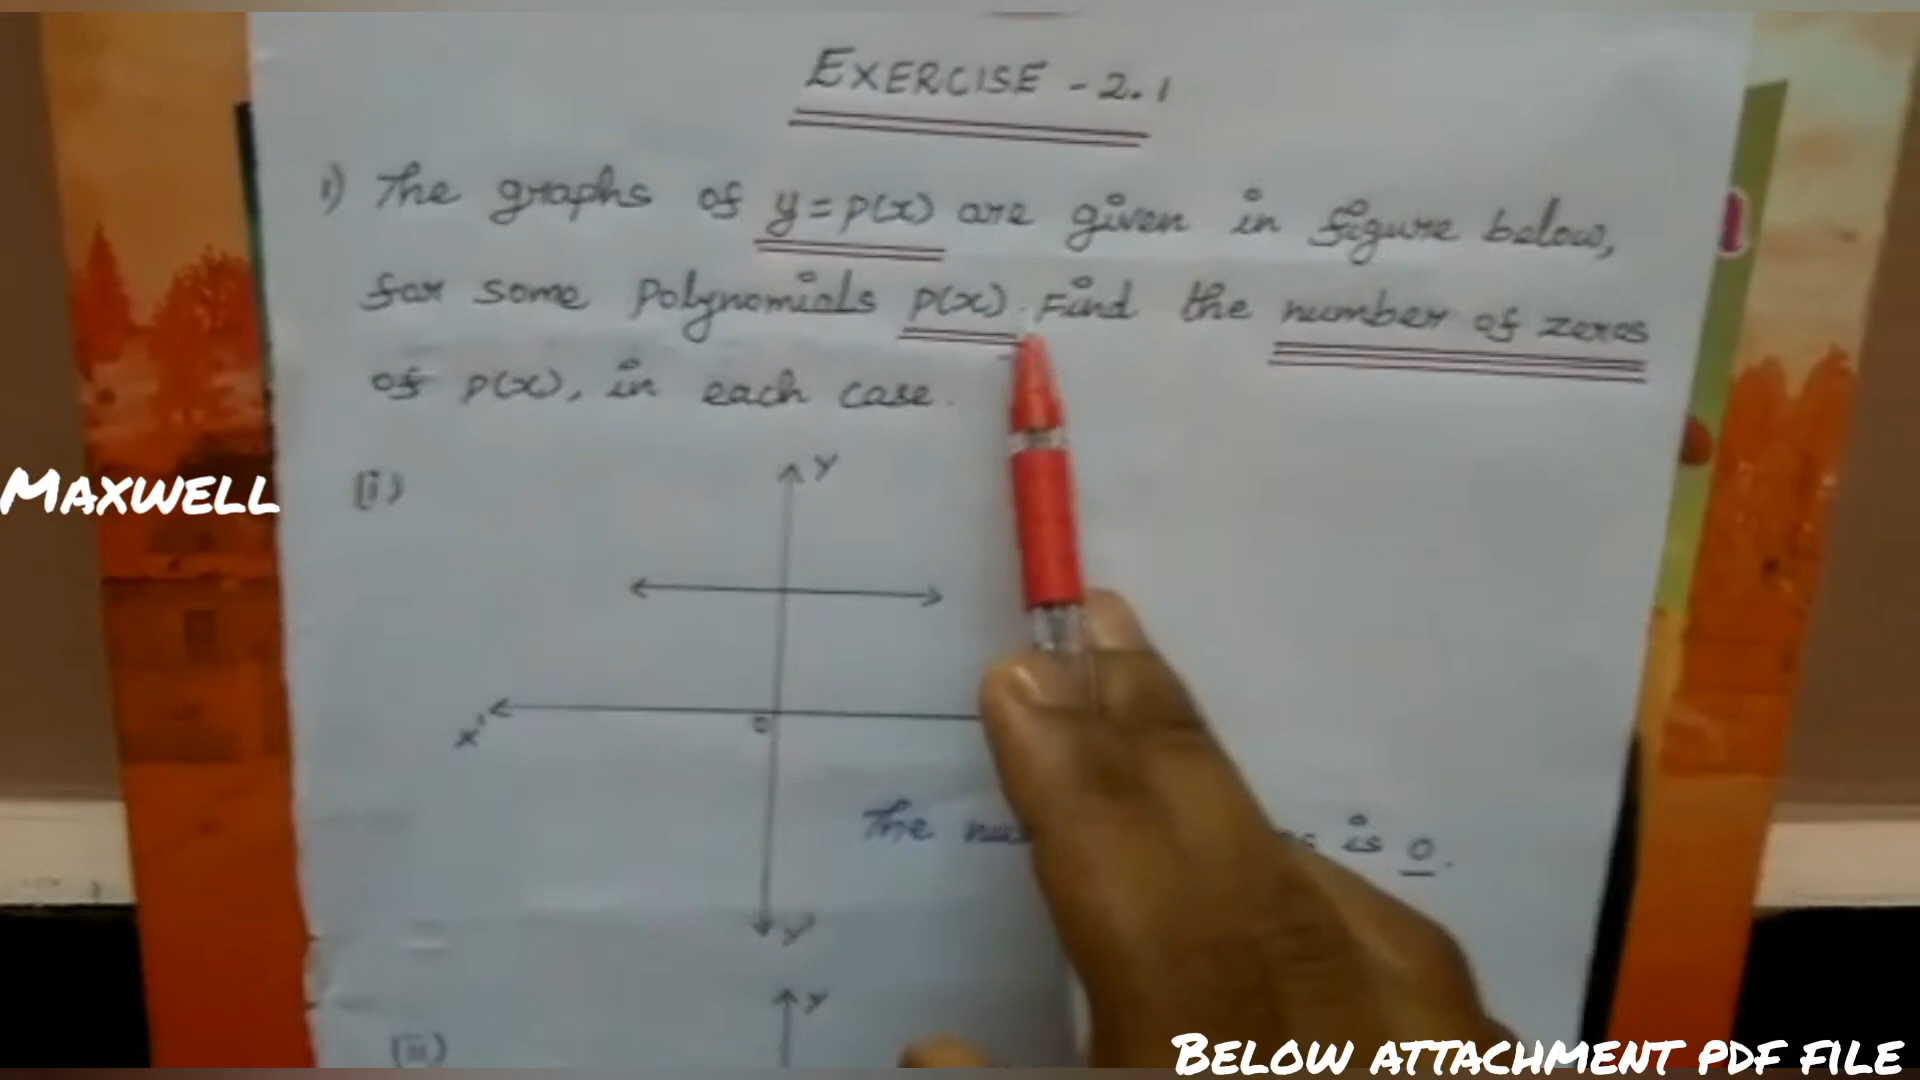 EXERCISE - 2.1
1) The graphs of y=p(x) are given in figure below,
for some Polynomials p(x). Find the number of zeros
of p(x), in each case.
(i)
Y
X'
O
The is 0.
Y'
Y
(ii)
MAXWELL
BELOW ATTACHMENT PDF FILE